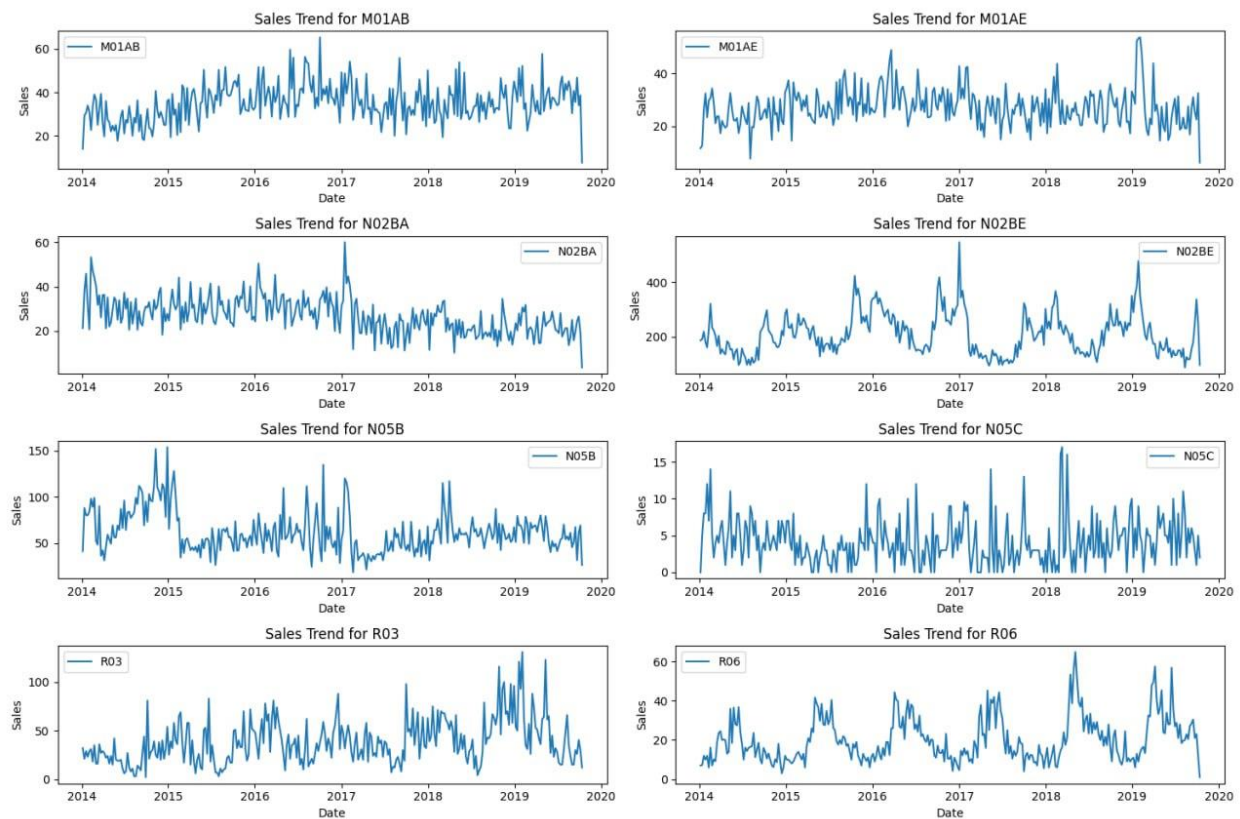 Sales Trend for M01AB
M01AB
Sales
60
40
20
2014 2015 2016 2017 2018 2019 2020
Date
Sales Trend for M01AE
M01AE
Sales
40
20
2014 2015 2016 2017 2018 2019 2020
Date
Sales Trend for N02BA
N02BA
Sales
60
40
20
2014 2015 2016 2017 2018 2019 2020
Date
Sales Trend for N02BE
N02BE
Sales
400
200
2014 2015 2016 2017 2018 2019 2020
Date
Sales Trend for N05B
N05B
Sales
150
100
50
2014 2015 2016 2017 2018 2019 2020
Date
Sales Trend for N05C
N05C
Sales
15
10
5
0
2014 2015 2016 2017 2018 2019 2020
Date
Sales Trend for R03
R03
Sales
100
50
0
2014 2015 2016 2017 2018 2019 2020
Date
Sales Trend for R06
R06
Sales
60
40
20
0
2014 2015 2016 2017 2018 2019 2020
Date